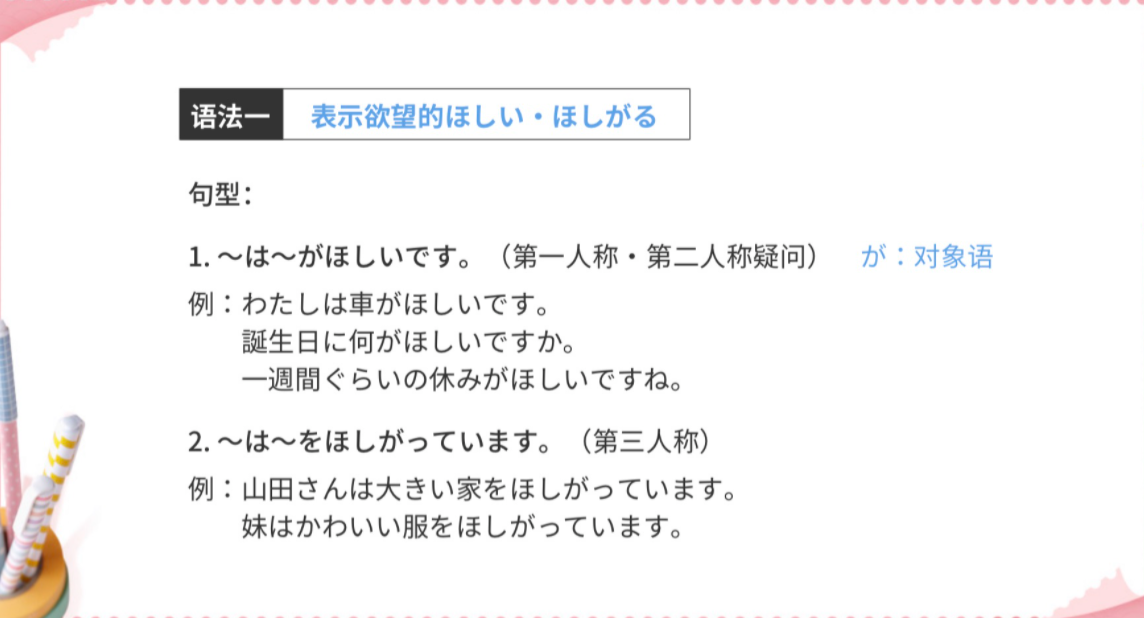 语法一 表示欲望的ほしい・ほしがる
句型：
1. ～は～がほしいです。（第一人称・第二人称疑问） が：对象语
例：わたしは車がほしいです。
誕生日に何がほしいですか。
一週間ぐらいの休みがほしいですね。
2. ～は～をほしがっています。（第三人称）
例：山田さんは大きい家をほしがっています。
妹はかわいい服をほしがっています。